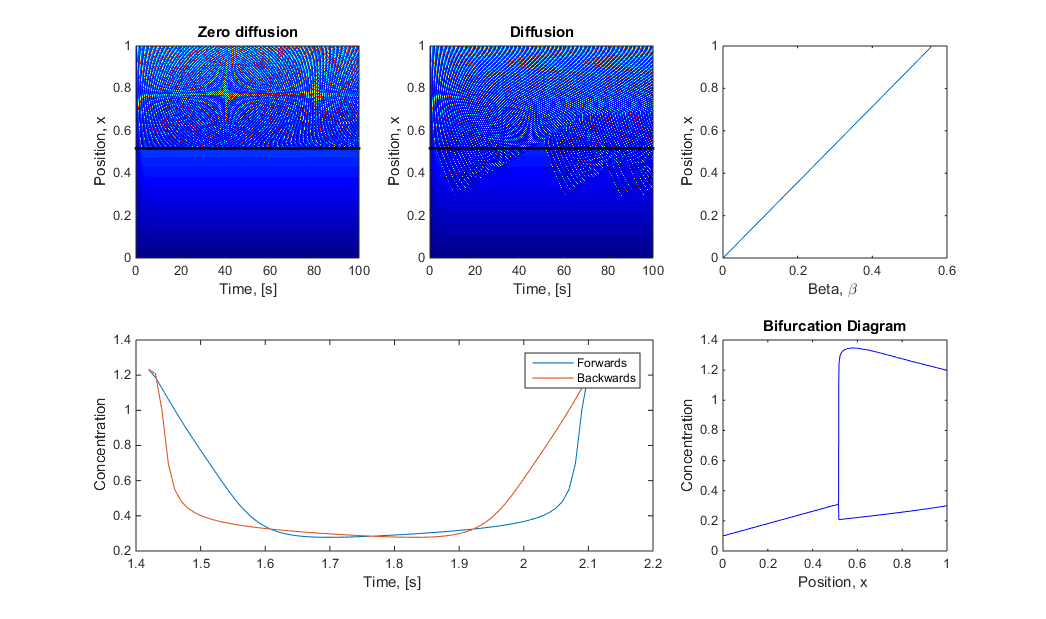 Zero diffusion
Position, x
1
0.8
0.6
0.4
0.2
0
0 20 40 60 80 100
Time, [s]
Diffusion
Position, x
1
0.8
0.6
0.4
0.2
0
0 20 40 60 80 100
Time, [s]
Position, x
1
0.8
0.6
0.4
0.2
0
0 0.2 0.4 0.6
Beta, β
Concentration
1.4
1.2
1
0.8
0.6
0.4
0.2
Forwards
Backwards
1.4 1.5 1.6 1.7 1.8 1.9 2 2.1 2.2
Time, [s]
Bifurcation Diagram
Concentration
1.4
1.2
1
0.8
0.6
0.4
0.2
0
0 0.2 0.4 0.6 0.8 1
Position, x